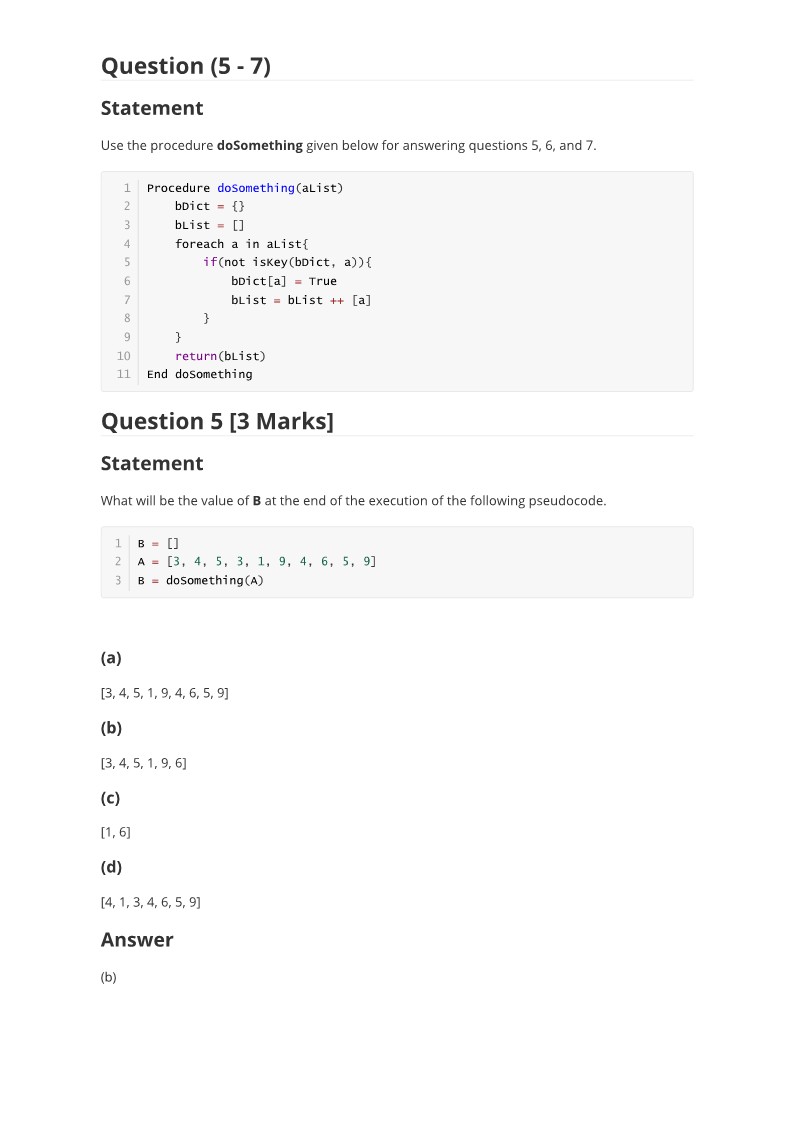 Question (5 - 7)
Statement
Use the procedure doSomething given below for answering questions 5, 6, and 7.
1 Procedure doSomething(aList)
2     bDict = {}
3     bList = []
4     foreach a in aList{
5         if(not isKey(bDict, a)){
6             bDict[a] = True
7             bList = bList ++ [a]
8         }
9     }
10     return(bList)
11 End doSomething
Question 5 [3 Marks]
Statement
What will be the value of B at the end of the execution of the following pseudocode.
1 B = []
2 A = [3, 4, 5, 3, 1, 9, 4, 6, 5, 9]
3 B = doSomething(A)
(a)
[3, 4, 5, 1, 9, 4, 6, 5, 9]
(b)
[3, 4, 5, 1, 9, 6]
(c)
[1, 6]
(d)
[4, 1, 3, 4, 6, 5, 9]
Answer
(b)